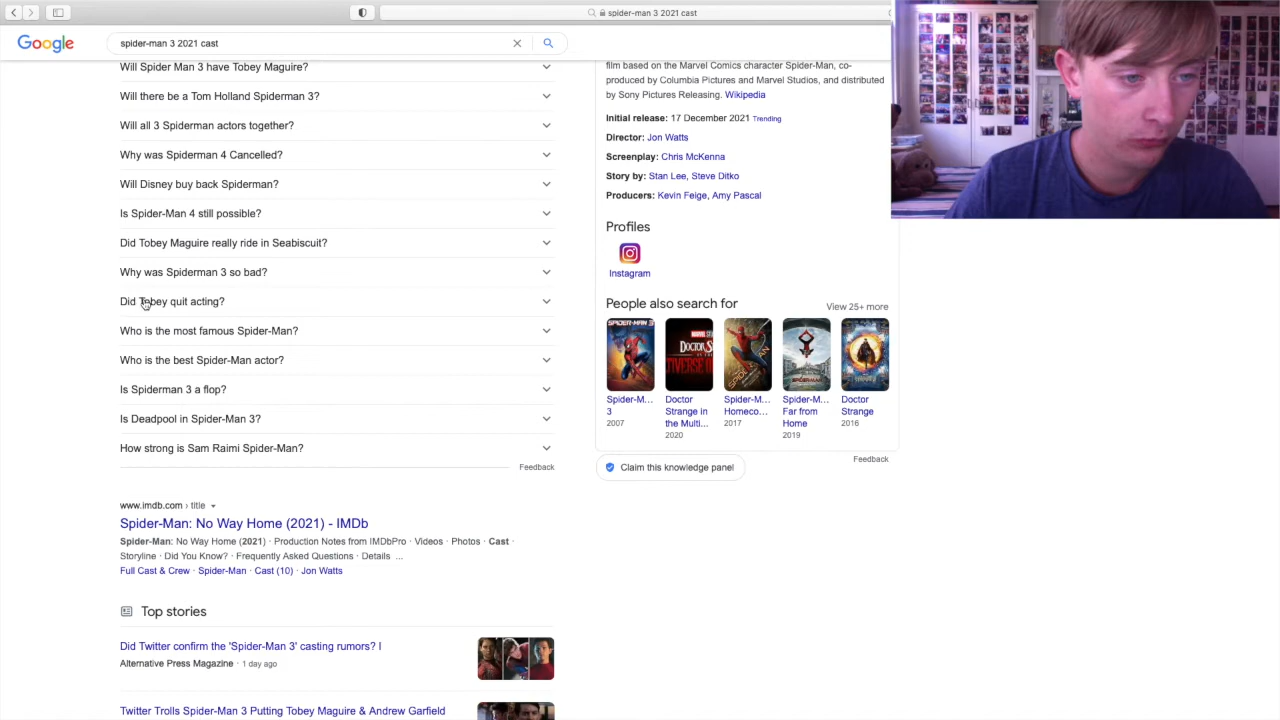 spider-man 3 2021 cast
Google
spider-man 3 2021 cast
Will Spider Man 3 have Tobey Maguire?
Will there be a Tom Holland Spiderman 3?
Will all 3 Spiderman actors together?
Why was Spiderman 4 Cancelled?
Will Disney buy back Spiderman?
Is Spider-Man 4 still possible?
Did Tobey Maguire really ride in Seabiscuit?
Why was Spiderman 3 so bad?
Did Tobey quit acting?
Who is the most famous Spider-Man?
Who is the best Spider-Man actor?
Is Spiderman 3 a flop?
Is Deadpool in Spider-Man 3?
How strong is Sam Raimi Spider-Man?
Feedback
www.imdb.com › title
Spider-Man: No Way Home (2021) - IMDb
Spider-Man: No Way Home (2021) · Production Notes from IMDbPro · Videos · Photos · Cast ·
Storyline · Did You Know? · Frequently Asked Questions · Details ...
Full Cast & Crew · Spider-Man · Cast (10) · Jon Watts
Top stories
Did Twitter confirm the 'Spider-Man 3' casting rumors? I
Alternative Press Magazine · 1 day ago
Twitter Trolls Spider-Man 3 Putting Tobey Maguire & Andrew Garfield
film based on the Marvel Comics character Spider-Man, co-
produced by Columbia Pictures and Marvel Studios, and distributed
by Sony Pictures Releasing. Wikipedia
Initial release: 17 December 2021 Trending
Director: Jon Watts
Screenplay: Chris McKenna
Story by: Stan Lee, Steve Ditko
Producers: Kevin Feige, Amy Pascal
Profiles
Instagram
People also search for
View 25+ more
SPIDER-MAN 3
Spider-M...
3
2007
Doctor
Strange in
the Multi...
2020
Spider-M...
Homeco...
2017
Spider-M...
Far from
Home
2019
Doctor
Strange
2016
Feedback
Claim this knowledge panel